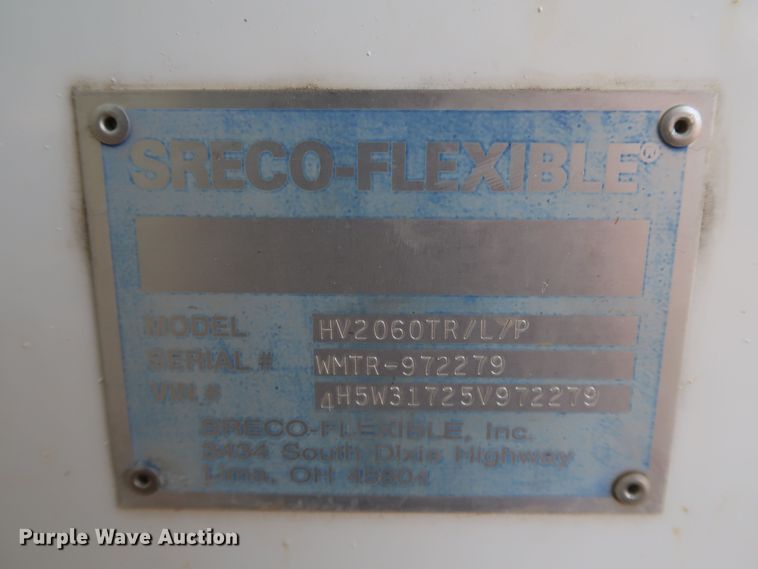 SRECO-FLEXIBLE®
MODEL HV2060TR/L/P
SERIAL # WMTR-972279
VIN # 4H5W31725V972279
SRECO-FLEXIBLE, Inc.
3434 South Dixie Highway
Lima, OH 45804
Purple Wave Auction